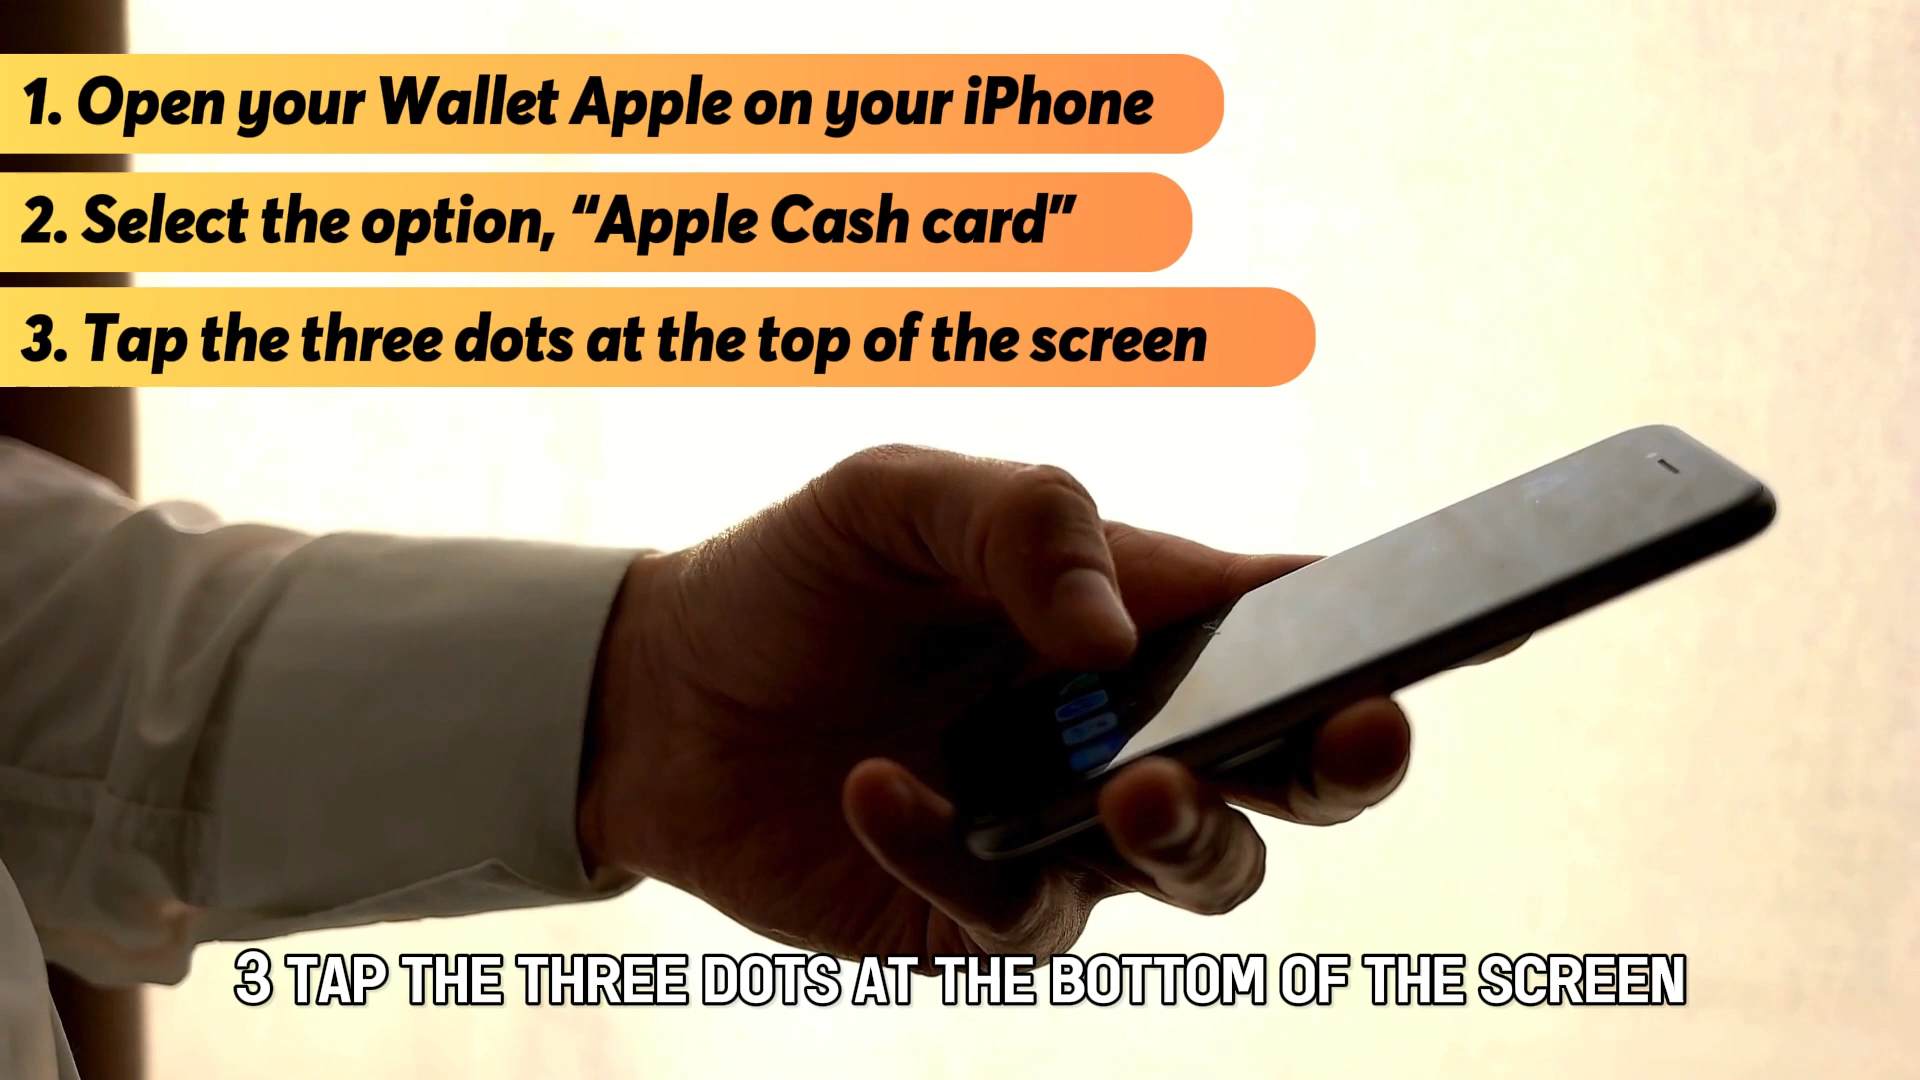 1. Open your Wallet Apple on your iPhone
2. Select the option, “Apple Cash card”
3. Tap the three dots at the top of the screen
3 TAP THE THREE DOTS AT THE BOTTOM OF THE SCREEN